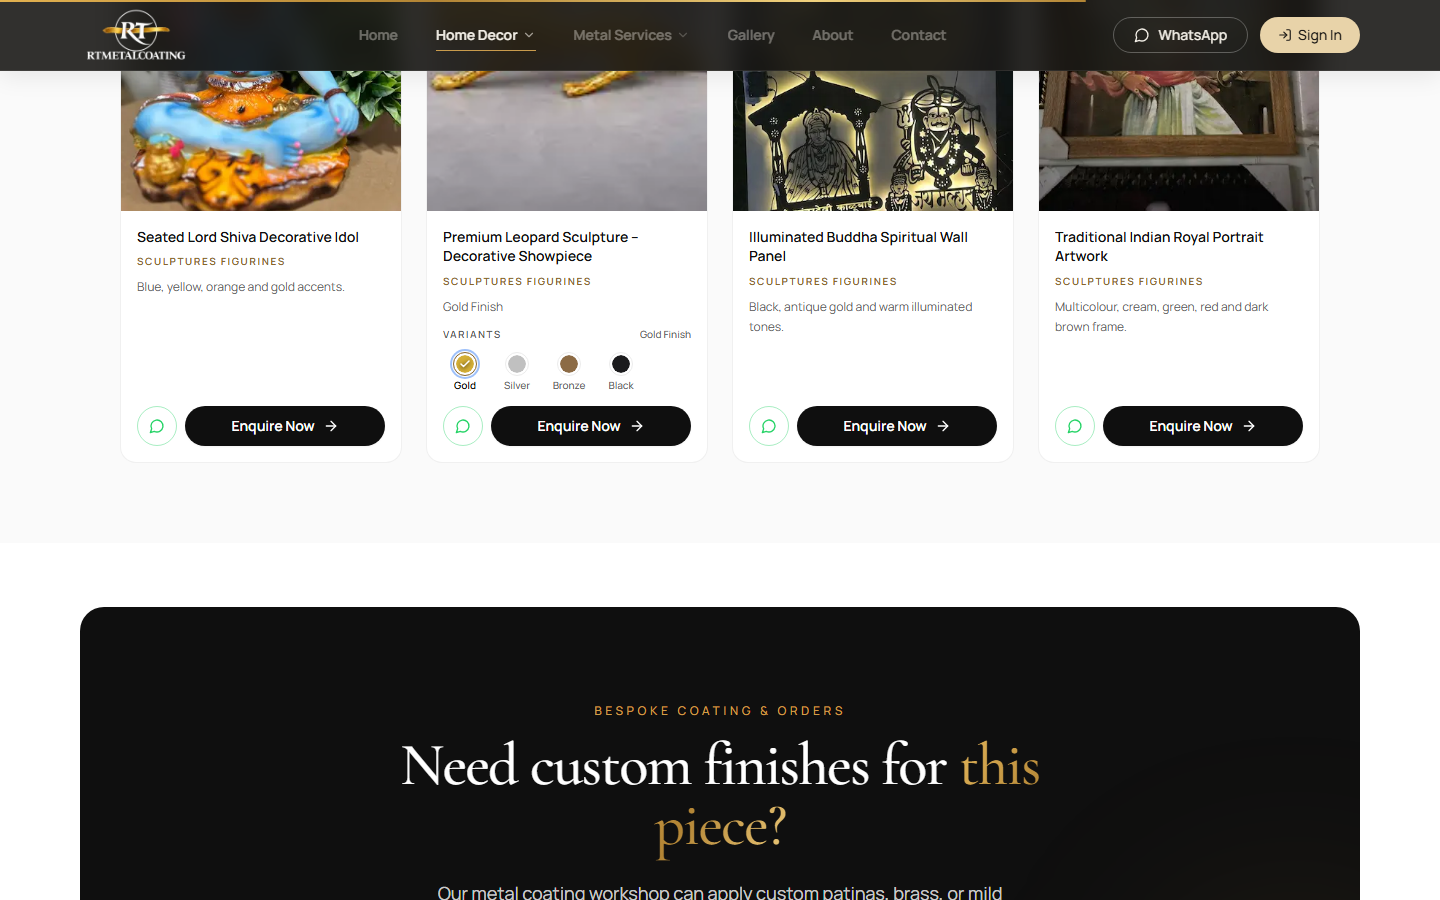 RT
RTMETALCOATING
Home
Home Decor
Metal Services
Gallery
About
Contact
WhatsApp
Sign In
जय मल्हार
Seated Lord Shiva Decorative Idol
SCULPTURES FIGURINES
Blue, yellow, orange and gold accents.
Enquire Now
Premium Leopard Sculpture –
Decorative Showpiece
SCULPTURES FIGURINES
Gold Finish
VARIANTS
Gold Finish
Gold
Silver
Bronze
Black
Enquire Now
Illuminated Buddha Spiritual Wall
Panel
SCULPTURES FIGURINES
Black, antique gold and warm illuminated
tones.
Enquire Now
Traditional Indian Royal Portrait
Artwork
SCULPTURES FIGURINES
Multicolour, cream, green, red and dark
brown frame.
Enquire Now
BESPOKE COATING & ORDERS
Need custom finishes for this
piece?
Our metal coating workshop can apply custom patinas, brass, or mild